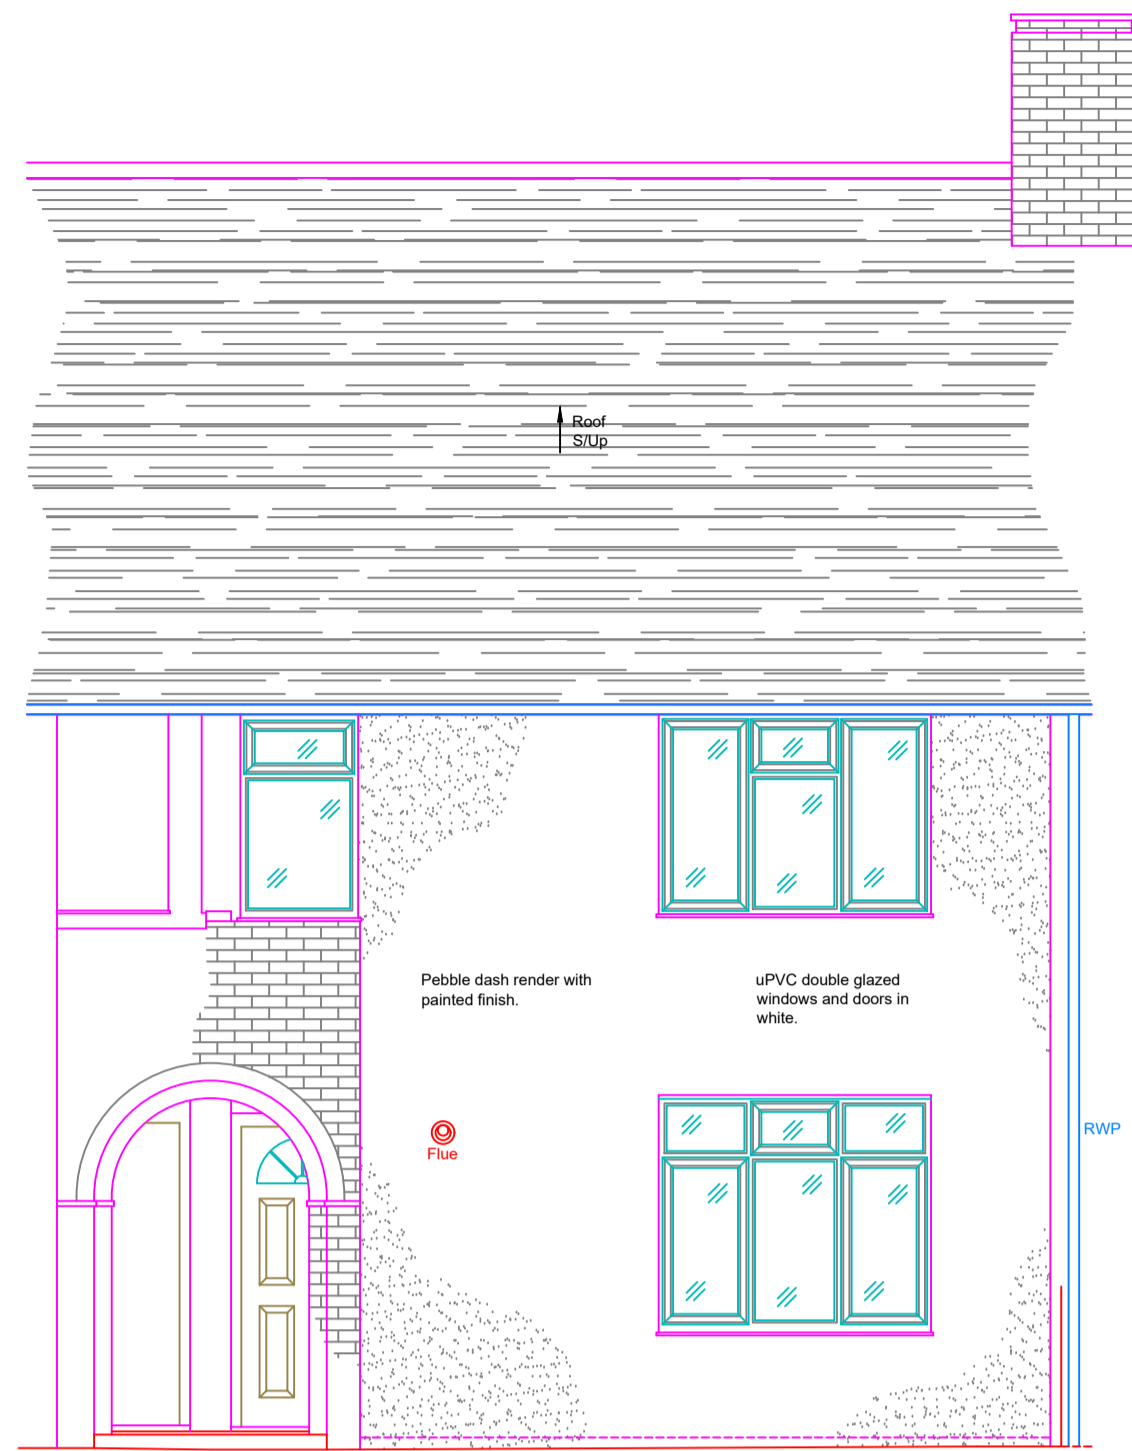 Roof
S/Up
Pebble dash render with
painted finish.
uPVC double glazed
windows and doors in
white.
Flue
RWP